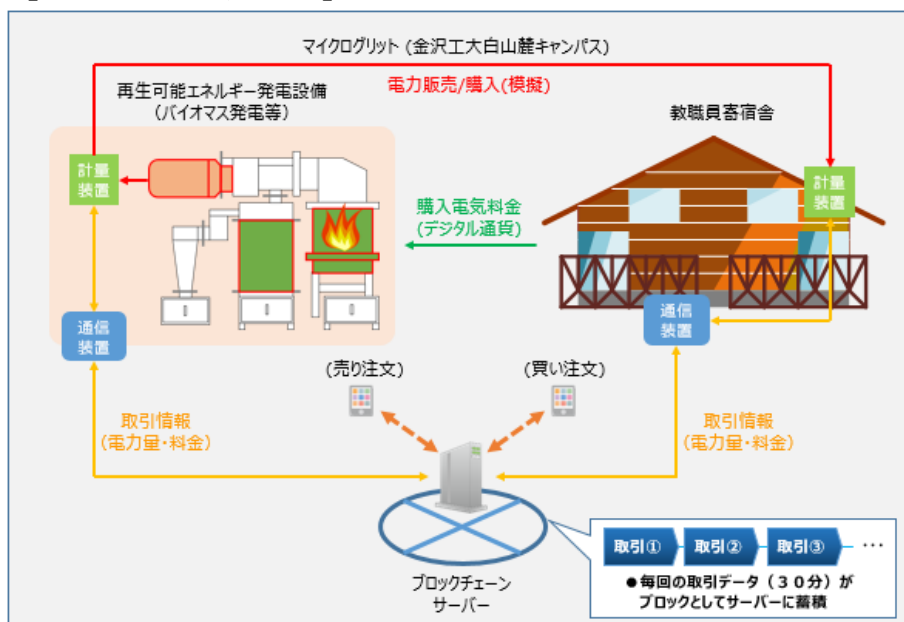 マイクログリット (金沢工大白山麓キャンパス)
電力販売/購入(模擬)
再生可能エネルギー発電設備
(バイオマス発電等)
教職員寄宿舎
計量
装置
計量
装置
購入電気料金
(デジタル通貨)
通信
装置
通信
装置
(売り注文)
(買い注文)
取引情報
(電力量・料金)
取引情報
(電力量・料金)
取引① 取引② 取引③ …
●毎回の取引データ(30分)が
ブロックとしてサーバーに蓄積
ブロックチェーン
サーバー